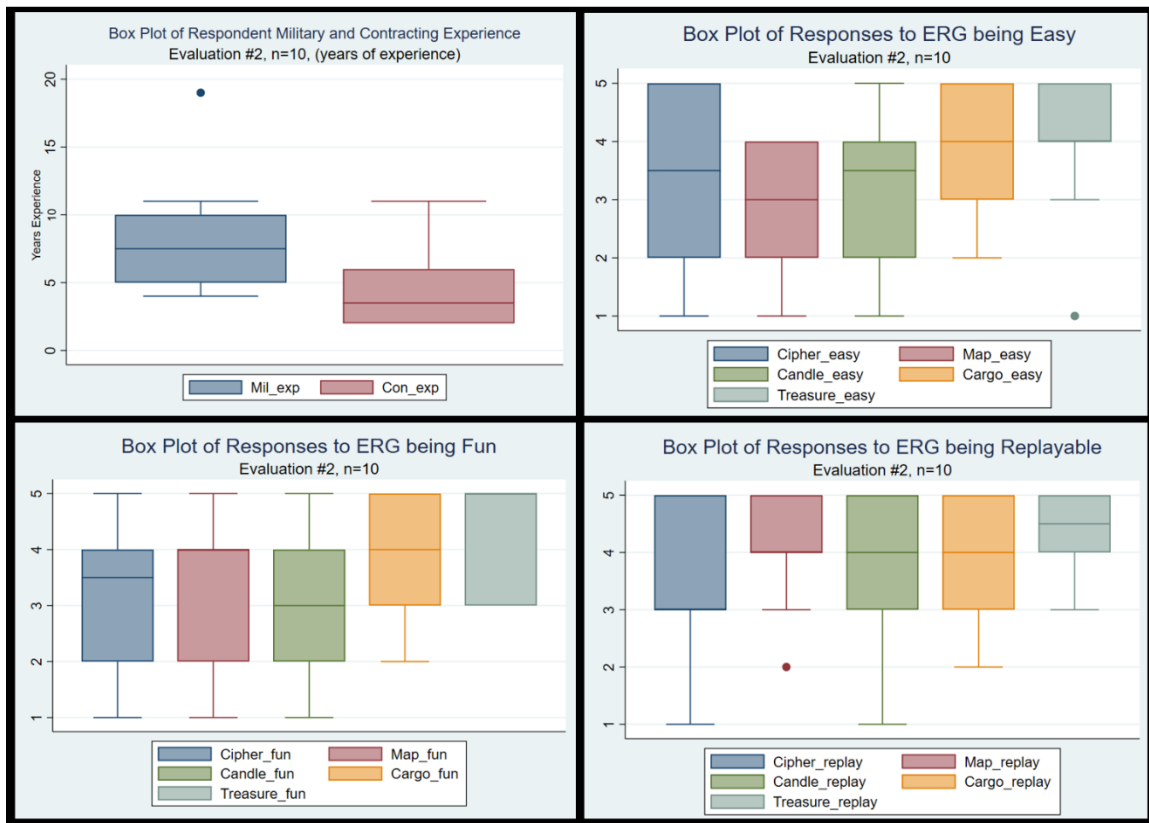 Box Plot of Respondent Military and Contracting Experience
Evaluation #2, n=10, (years of experience)
Years Experience
20
15
10
5
0
Mil_exp Con_exp
Box Plot of Responses to ERG being Easy
Evaluation #2, n=10
5
4
3
2
1
Cipher_easy Map_easy
Candle_easy Cargo_easy
Treasure_easy
Box Plot of Responses to ERG being Fun
Evaluation #2, n=10
5
4
3
2
1
Cipher_fun Map_fun
Candle_fun Cargo_fun
Treasure_fun
Box Plot of Responses to ERG being Replayable
Evaluation #2, n=10
5
4
3
2
1
Cipher_replay Map_replay
Candle_replay Cargo_replay
Treasure_replay